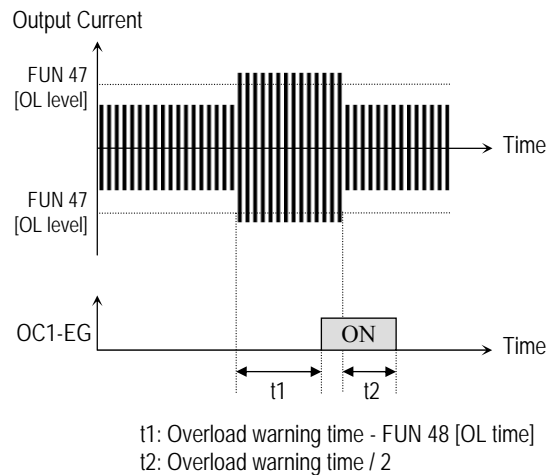 Output Current
FUN 47
[OL level]
Time
FUN 47
[OL level]
OC1-EG
ON
Time
t1
t2
t1: Overload warning time - FUN 48 [OL time]
t2: Overload warning time / 2